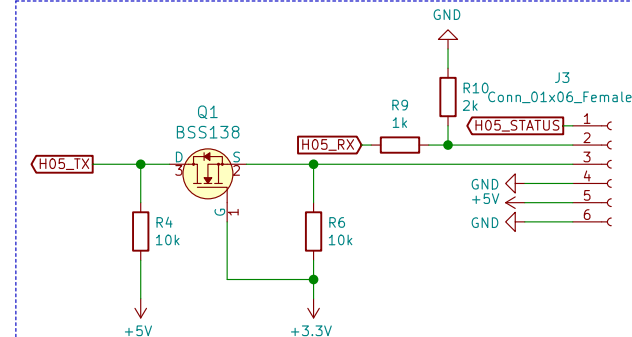 GND
J3
Conn_01x06_Female
R10
2k
R9
1k
Q1
BSS138
H05_STATUS
1
H05_RX
2
H05_TX
D
3
S
2
3
GND
4
+5V
5
GND
6
G
1
R4
10k
R6
10k
+5V
+3.3V